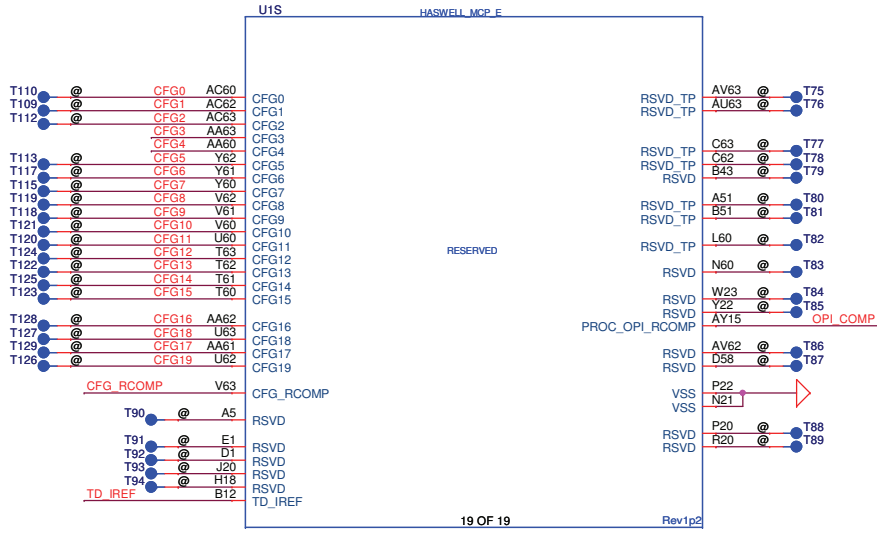 U1S HASWELL_MCP_E
T110 @ CFG0 AC60 CFG0 RSVD_TP AV63 @ T75
T109 @ CFG1 AC62 CFG1 RSVD_TP AU63 @ T76
T112 @ CFG2 AC63 CFG2
CFG3 AA63 CFG3
CFG4 AA60 CFG4 RSVD_TP C63 @ T77
T113 @ CFG5 Y62 CFG5 RSVD_TP C62 @ T78
T117 @ CFG6 Y61 CFG6 RSVD B43 @ T79
T115 @ CFG7 Y60 CFG7
T119 @ CFG8 V62 CFG8 RSVD_TP A51 @ T80
T118 @ CFG9 V61 CFG9 RSVD_TP B51 @ T81
T121 @ CFG10 V60 CFG10
T120 @ CFG11 U60 CFG11 RSVD_TP L60 @ T82
T124 @ CFG12 T63 CFG12 RESERVED
T122 @ CFG13 T62 CFG13 RSVD N60 @ T83
T125 @ CFG14 T61 CFG14
T123 @ CFG15 T60 CFG15 RSVD W23 @ T84
RSVD Y22 @ T85
T128 @ CFG16 AA62 CFG16 PROC_OPI_RCOMP AY15 OPI_COMP
T127 @ CFG18 U63 CFG18
T129 @ CFG17 AA61 CFG17 RSVD AV62 @ T86
T126 @ CFG19 U62 CFG19 RSVD D58 @ T87
CFG_RCOMP V63 CFG_RCOMP VSS P22
VSS N21
T90 @ A5 RSVD
RSVD P20 @ T88
T91 @ E1 RSVD RSVD R20 @ T89
T92 @ D1 RSVD
T93 @ J20 RSVD
T94 @ H18 RSVD
TD_IREF B12 TD_IREF
19 OF 19 Rev1p2